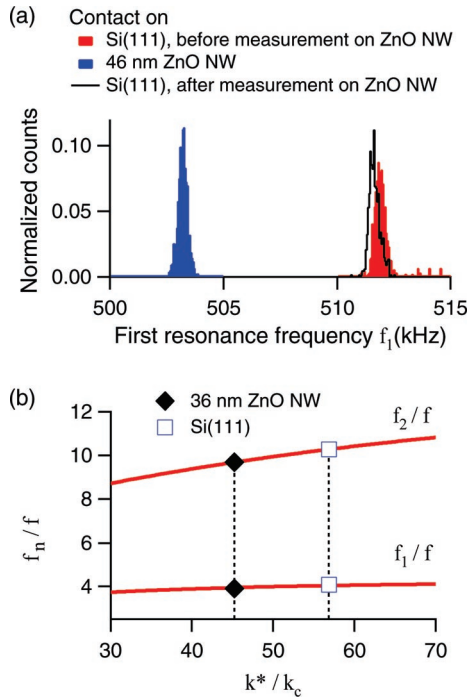 (a) Contact on
Si(111), before measurement on ZnO NW
46 nm ZnO NW
Si(111), after measurement on ZnO NW
Normalized counts
0.10
0.05
0.00
500 505 510 515
First resonance frequency f₁(kHz)
(b)
36 nm ZnO NW
Si(111)
fₙ / f
12
10
8
6
4
f₂ / f
f₁ / f
30 40 50 60 70
k* / k_c